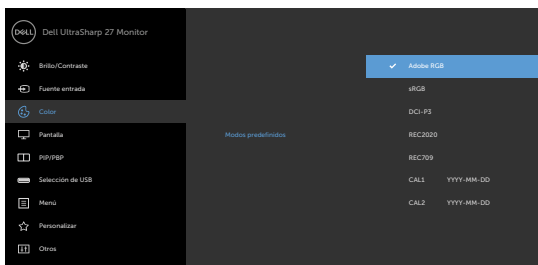 DELL Dell UltraSharp 27 Monitor
Brillo/Contraste
Fuente entrada
Color
Pantalla
PIP/PBP
Selección de USB
Menú
Personalizar
Otros
Modos predefinidos
Adobe RGB
sRGB
DCI-P3
REC2020
REC709
CAL1 YYYY-MM-DD
CAL2 YYYY-MM-DD